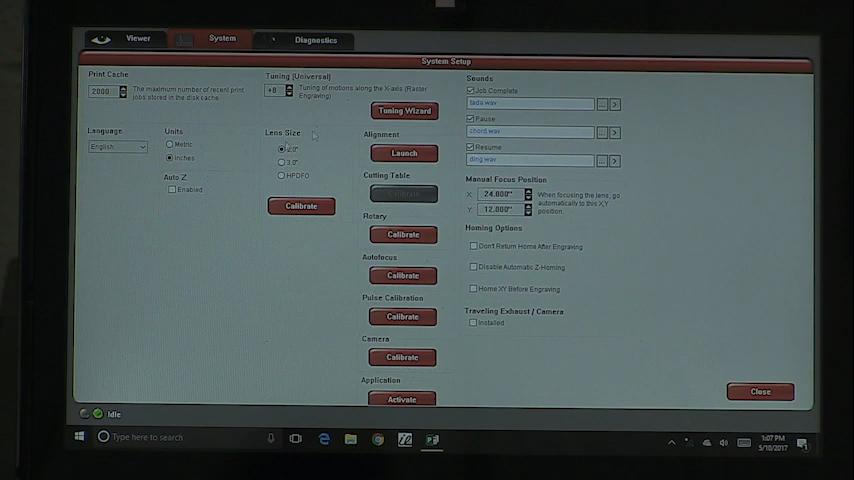 Viewer
System
Diagnostics
System Setup
Print Cache
2000
The maximum number of recent print
jobs stored in the disk cache.
Language
English
Units
Metric
Inches
Auto Z
Enabled
Tuning (Universal)
+8
Tuning of motions along the X-axis (Raster
Engraving)
Tuning Wizard
Lens Size
2.0"
3.0"
HPDFO
Calibrate
Alignment
Launch
Cutting Table
Calibrate
Rotary
Calibrate
Autofocus
Calibrate
Pulse Calibration
Calibrate
Camera
Calibrate
Application
Activate
Sounds
Job Complete
tada.wav
...
>
Pause
chord.wav
...
>
Resume
ding.wav
...
>
Manual Focus Position
X: 24.000"
Y: 12.000"
When focusing the lens, go
automatically to this X,Y
position.
Homing Options
Don't Return Home After Engraving
Disable Automatic Z-Homing
Home XY Before Engraving
Traveling Exhaust / Camera
Installed
Close
Idle
Type here to search
1:07 PM
5/10/2017